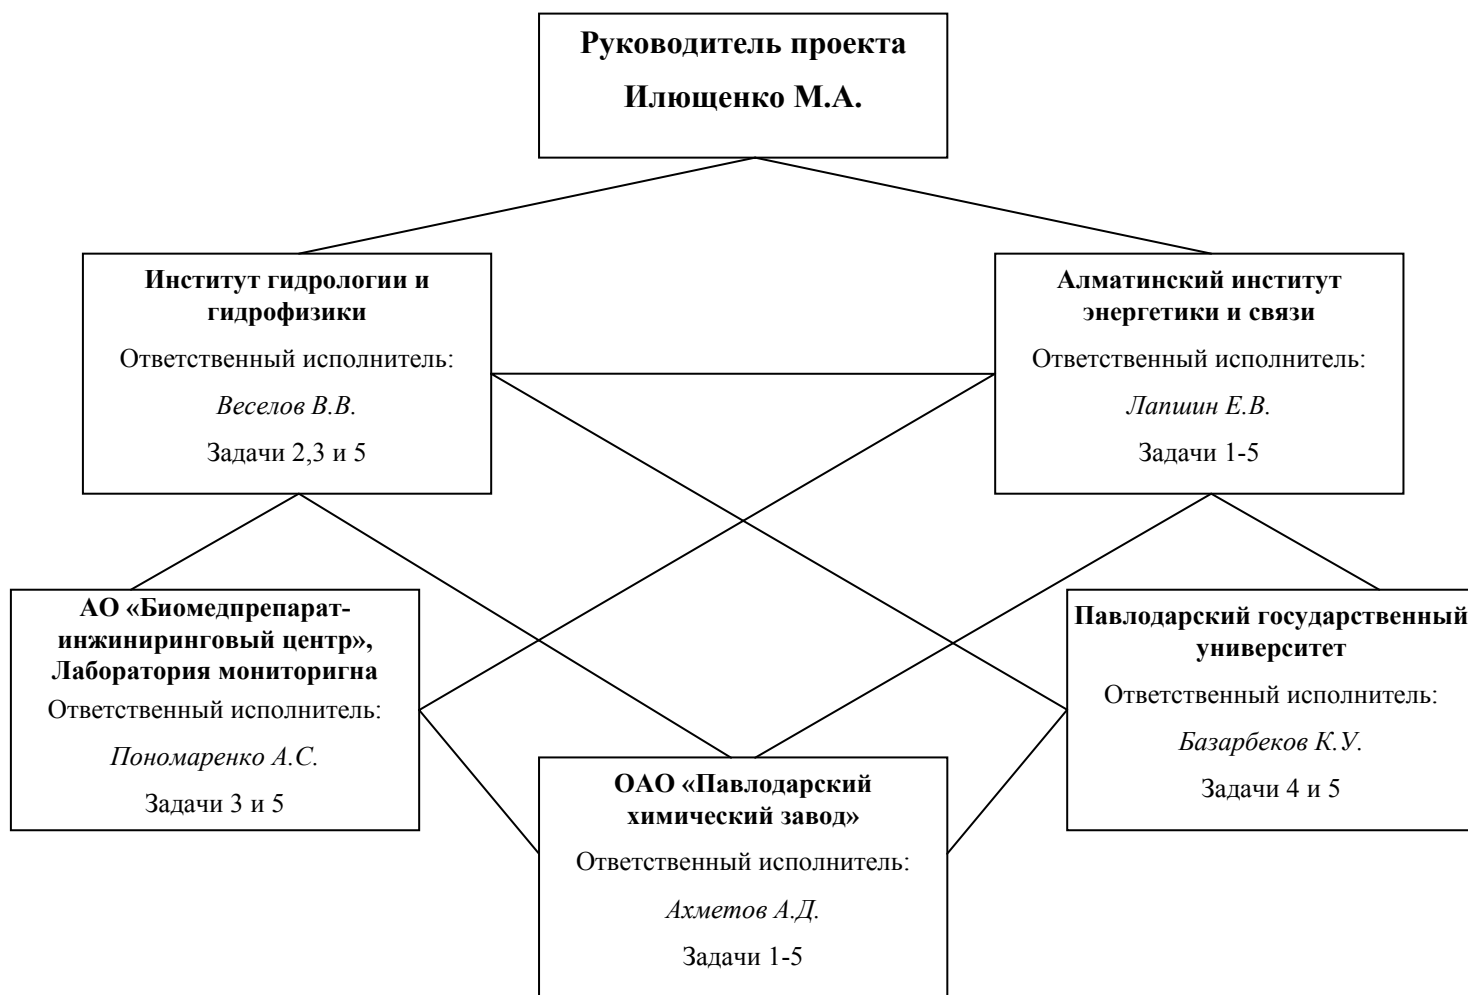 Руководитель проекта
Илющенко М.А.
Институт гидрологии и
гидрофизики
Ответственный исполнитель:
Веселов В.В.
Задачи 2,3 и 5
Алматинский институт
энергетики и связи
Ответственный исполнитель:
Лапшин Е.В.
Задачи 1-5
АО «Биомедпрепарат-
инжиниринговый центр»,
Лаборатория мониторигна
Ответственный исполнитель:
Пономаренко А.С.
Задачи 3 и 5
ОАО «Павлодарский
химический завод»
Ответственный исполнитель:
Ахметов А.Д.
Задачи 1-5
Павлодарский государственный
университет
Ответственный исполнитель:
Базарбеков К.У.
Задачи 4 и 5